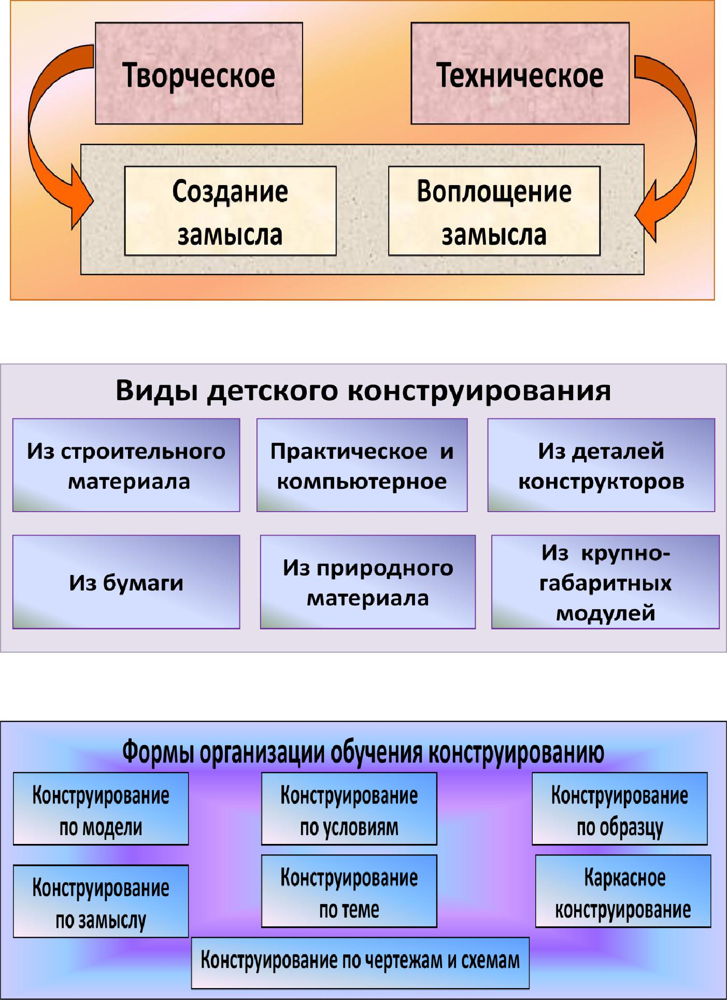 Творческое
Техническое
Создание
замысла
Воплощение
замысла
Виды детского конструирования
Из строительного
материала
Практическое и
компьютерное
Из деталей
конструкторов
Из бумаги
Из природного
материала
Из крупно-
габаритных
модулей
Формы организации обучения конструированию
Конструирование
по модели
Конструирование
по условиям
Конструирование
по образцу
Конструирование
по замыслу
Конструирование
по теме
Каркасное
конструирование
Конструирование по чертежам и схемам